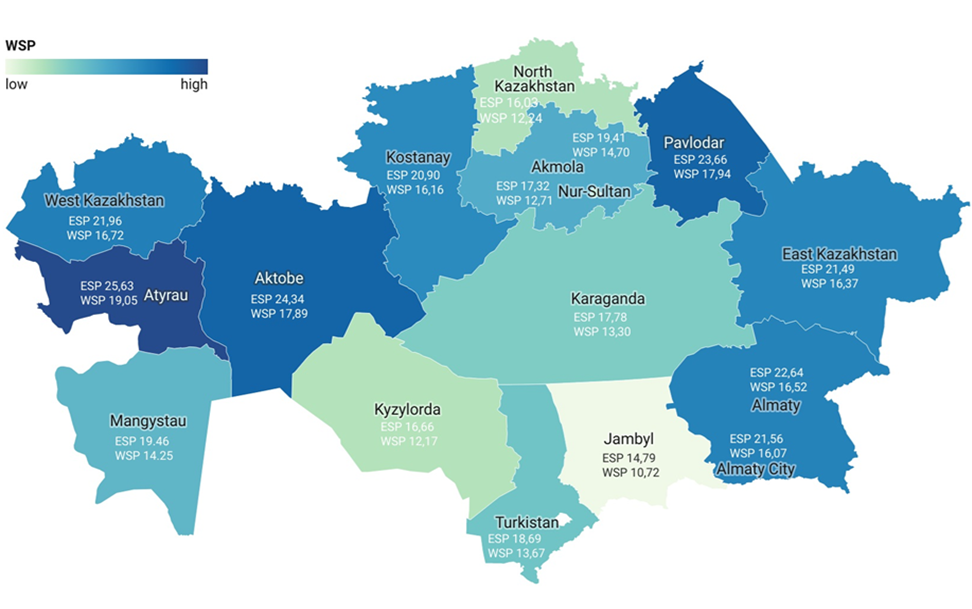 WSP
low high
North
Kazakhstan
ESP 16,03
WSP 12,24
ESP 19,41
WSP 14,70
Akmola
ESP 17,32
WSP 12,71
Nur-Sultan
Pavlodar
ESP 23,66
WSP 17,94
Kostanay
ESP 20,90
WSP 16,16
West Kazakhstan
ESP 21,96
WSP 16,72
ESP 25,63
WSP 19,05
Atyrau
Aktobe
ESP 24,34
WSP 17,89
East Kazakhstan
ESP 21,49
WSP 16,37
Karaganda
ESP 17,78
WSP 13,30
ESP 22,64
WSP 16,52
Almaty
ESP 21,56
WSP 16,07
Almaty City
Mangystau
ESP 19.46
WSP 14.25
Kyzylorda
ESP 16,66
WSP 12,17
Jambyl
ESP 14,79
WSP 10,72
Turkistan
ESP 18,69
WSP 13,67